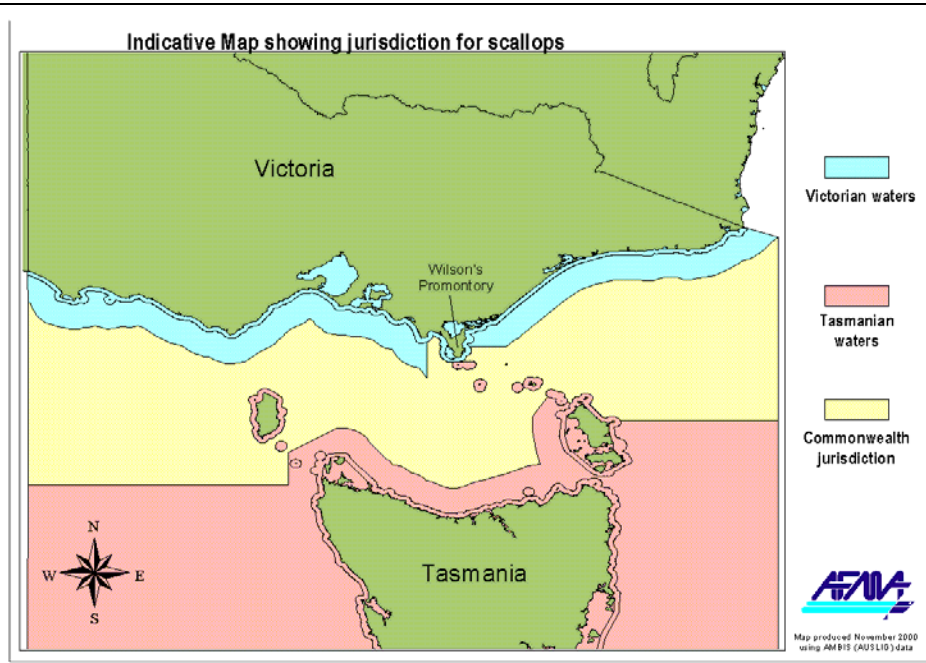 Indicative Map showing jurisdiction for scallops
Victoria
Wilson's
Promontory
Victorian waters
Tasmanian
waters
Commonwealth
jurisdiction
N
W
E
S
Tasmania
AFMA
Map produced November 2000
using AMBIS (AUSLIG) data